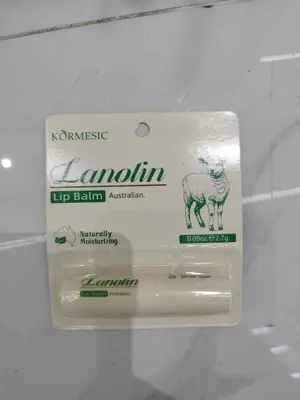 KORMESIC
Lanolin
Lip Balm Australian.
Naturally
Moisturizing
0.09oz ℮ 2.7g
Lanolin
Lip Balm Australian.